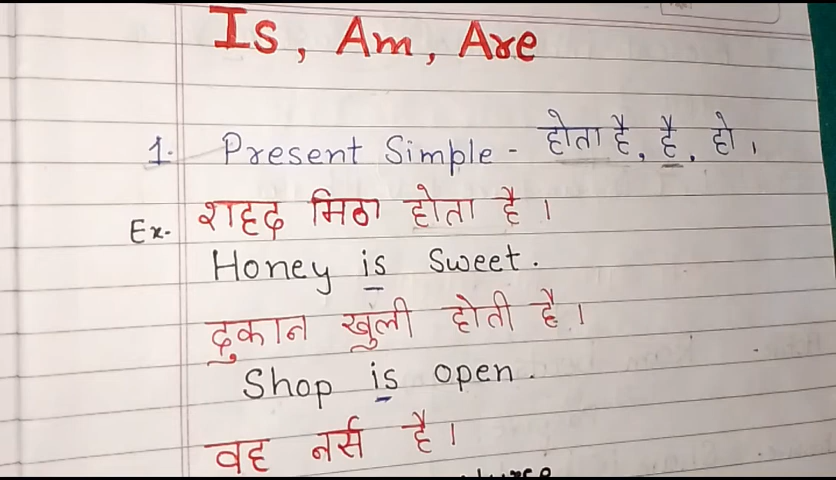 Is, Am, Are
1. Present Simple - होता है, है, हो ।
Ex. शहद मिठा होता है ।
Honey is Sweet.
दुकान खुली होती है ।
Shop is open.
वह नर्स है ।